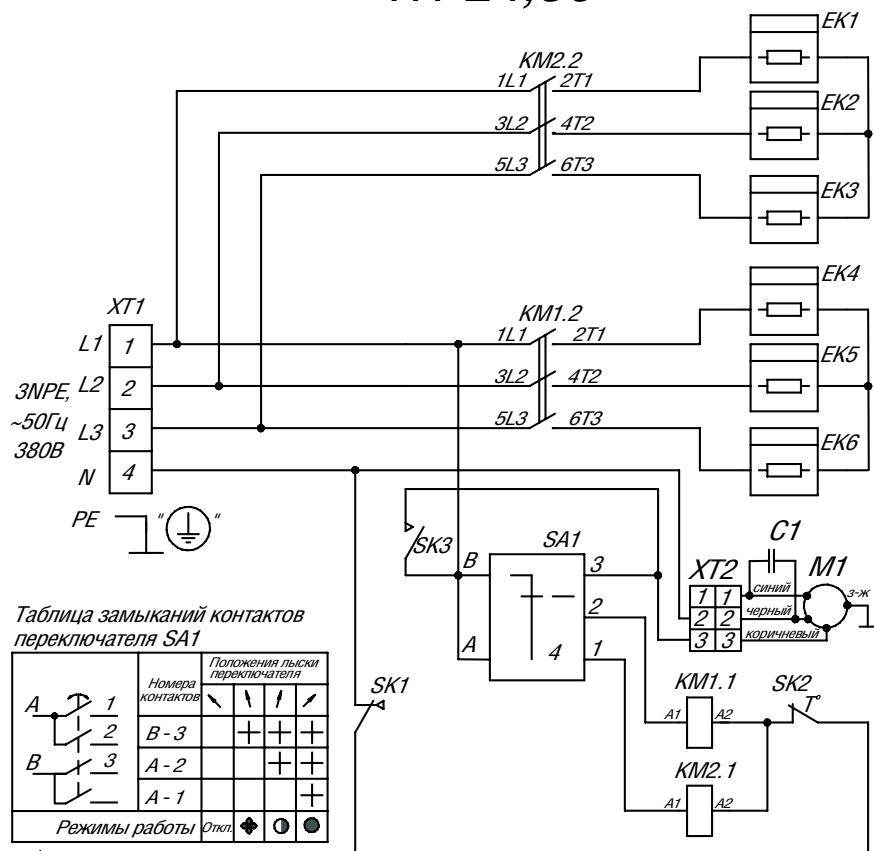 EK1
KM2.2
1L1 2T1
EK2
3L2 4T2
5L3 6T3
EK3
EK4
XT1
KM1.2
L1 1
1L1 2T1
EK5
3NPE, L2 2
3L2 4T2
~50Гц L3 3
5L3 6T3
380В
EK6
N 4
PE " "
SK3
SA1
C1
B 3
XT2 M1
1 1 синий
з-ж
2
2 2 черный
A 4 1
3 3 коричневый
Таблица замыканий контактов
переключателя SA1
Номера контактов
Положения лыски переключателя
SK1
KM1.1 SK2
A 1
A1 A2 T°
2
B - 3
B 3
A - 2
KM2.1
A - 1
A1 A2
Режимы работы Откл.